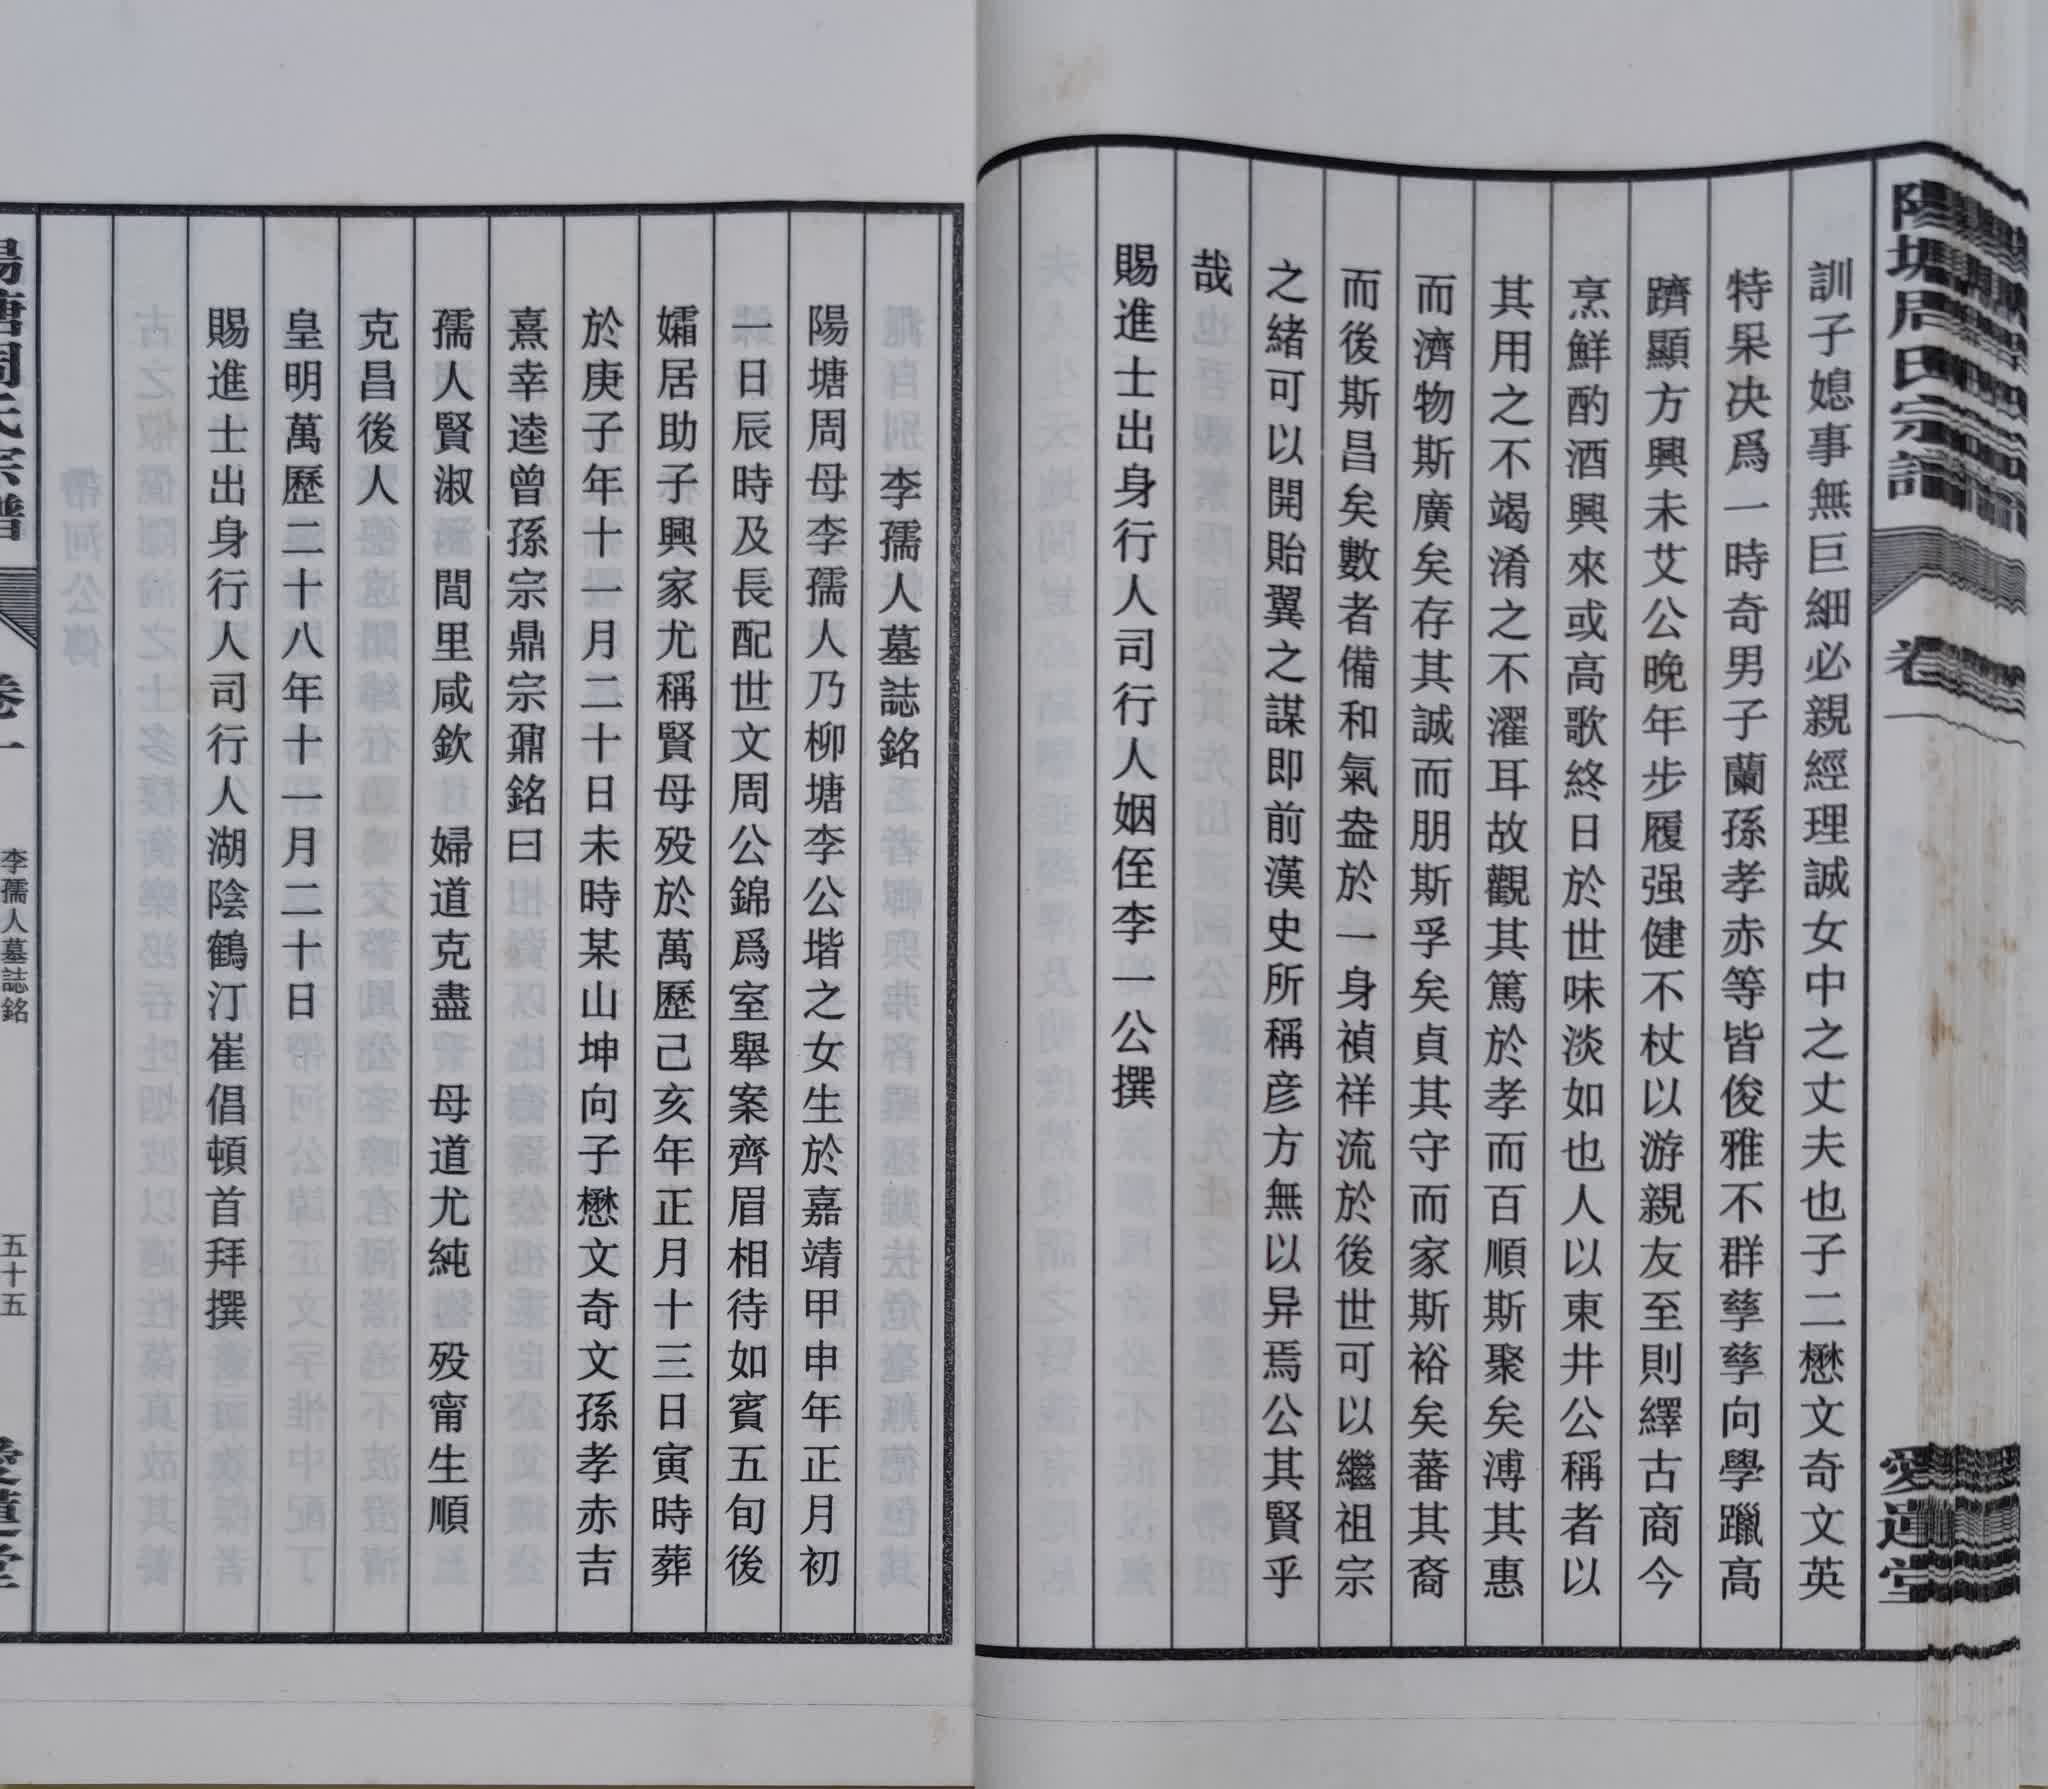 陽塘周氏宗譜
卷一
愛蓮堂
訓子媳事無巨細必親經理誠女中之丈夫也子二懋文奇文英
特杲决爲一時奇男子蘭孫孝赤等皆俊雅不群孳孳向學躐高
躋顯方興未艾公晚年步履强健不杖以游親友至則繹古商今
烹鮮酌酒興來或高歌終日於世味淡如也人以東井公稱者以
其用之不竭淆之不濯耳故觀其篤於孝而百順斯聚矣溥其惠
而濟物斯廣矣存其誠而朋斯孚矣貞其守而家斯裕矣蕃其裔
而後斯昌矣數者備和氣盎於一身禎祥流於後世可以繼祖宗
之緒可以開貽翼之謀即前漢史所稱彦方無以异焉公其賢乎
哉
賜進士出身行人司行人姻侄李一公撰
李孺人墓誌銘
陽塘周母李孺人乃柳塘李公堦之女生於嘉靖甲申年正月初
一日辰時及長配世文周公錦爲室舉案齊眉相待如賓五旬後
孀居助子興家尤稱賢母殁於萬歷己亥年正月十三日寅時葬
於庚子年十一月二十日未時某山坤向子懋文奇文孫孝赤吉
熹幸逵曾孫宗鼎宗鼐銘曰
孺人賢淑　閭里咸欽　婦道克盡　母道尤純　殁甯生順
克昌後人
皇明萬歷二十八年十一月二十日
賜進士出身行人司行人湖陰鶴汀崔倡頓首拜撰
陽塘周氏宗譜
卷一
李孺人墓誌銘
五十五
愛蓮堂